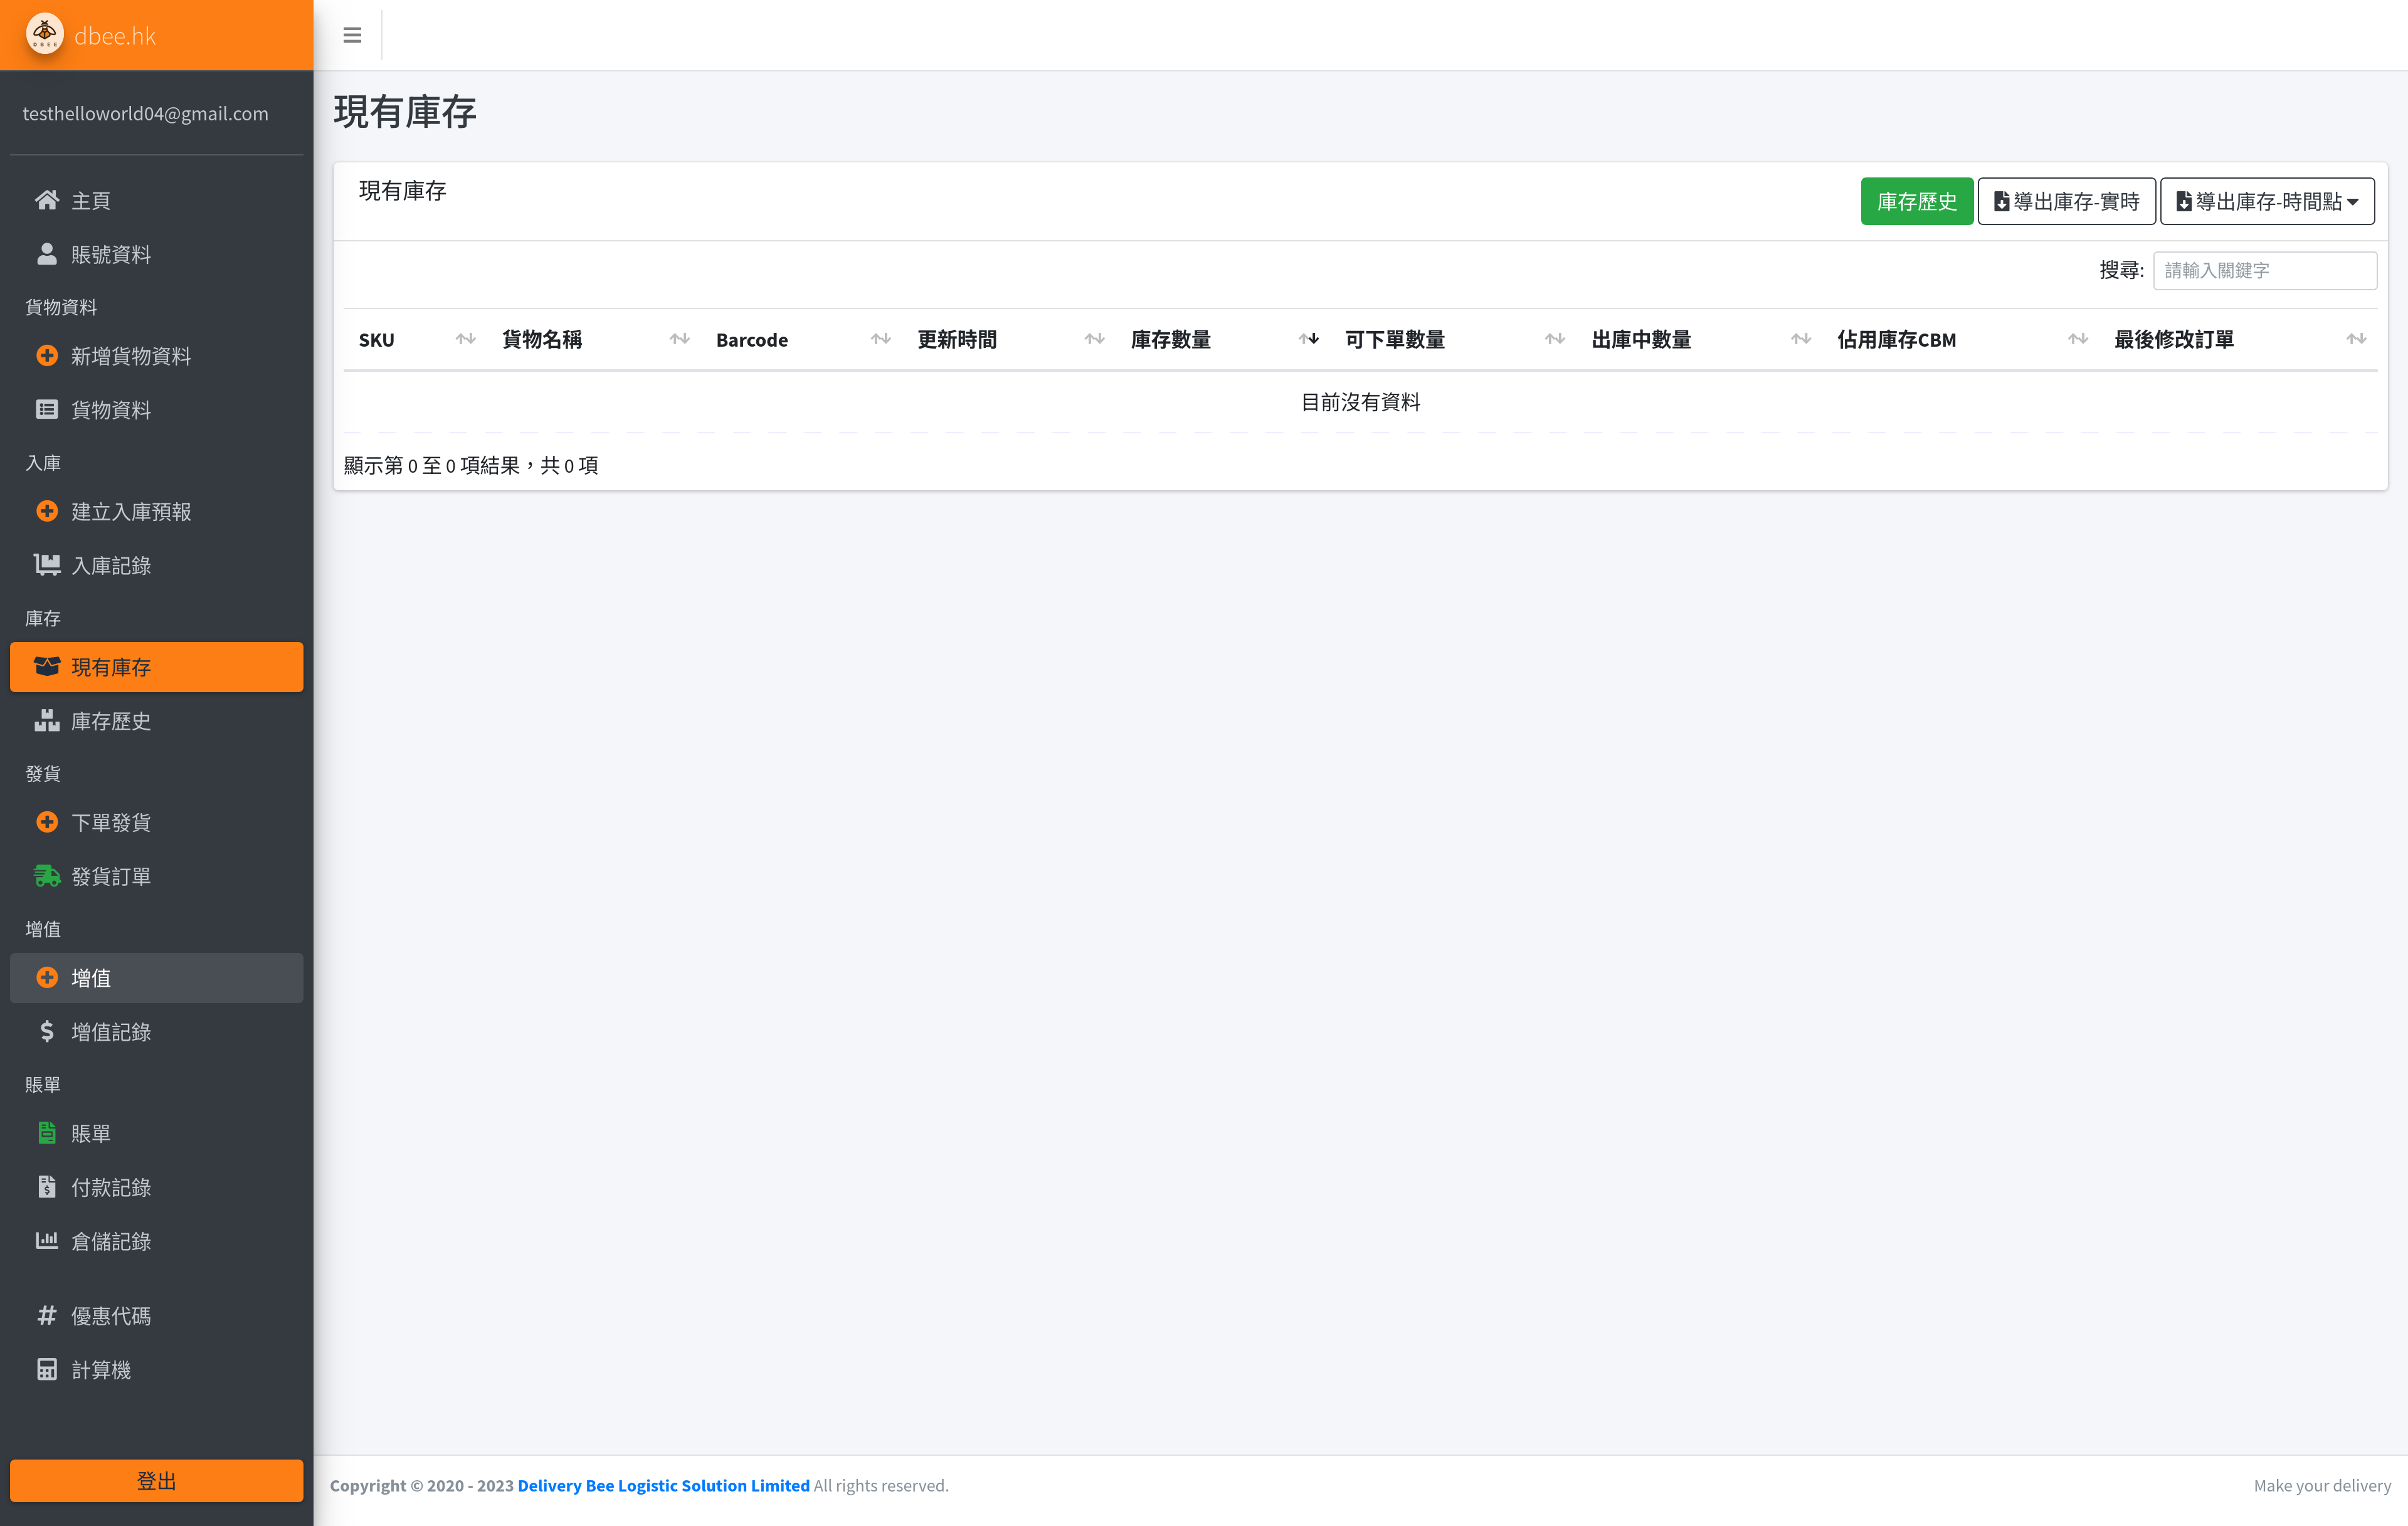 DBEE
dbee.hk
testhelloworld04@gmail.com
主頁
賬號資料
貨物資料
新增貨物資料
貨物資料
入庫
建立入庫預報
入庫記錄
庫存
現有庫存
庫存歷史
發貨
下單發貨
發貨訂單
增值
增值
增值記錄
賬單
賬單
付款記錄
倉儲記錄
優惠代碼
計算機
登出
現有庫存
現有庫存
庫存歷史 導出庫存-實時 導出庫存-時間點
搜尋: 請輸入關鍵字
SKU 貨物名稱 Barcode 更新時間 庫存數量 可下單數量 出庫中數量 佔用庫存CBM 最後修改訂單
目前沒有資料
顯示第 0 至 0 項結果，共 0 項
Copyright © 2020 - 2023 Delivery Bee Logistic Solution Limited All rights reserved.
Make your delivery